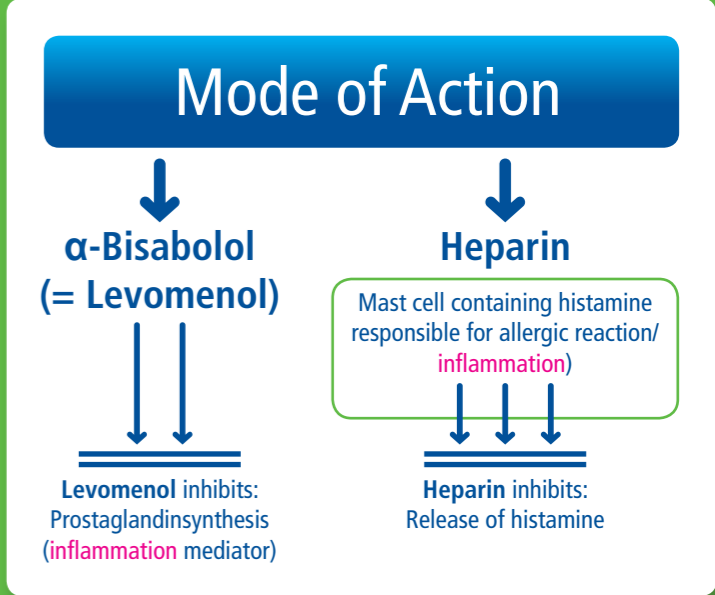 Mode of Action
α-Bisabolol
(= Levomenol)
Levomenol inhibits:
Prostaglandinsynthesis
(inflammation mediator)
Heparin
Mast cell containing histamine
responsible for allergic reaction/
inflammation)
Heparin inhibits:
Release of histamine